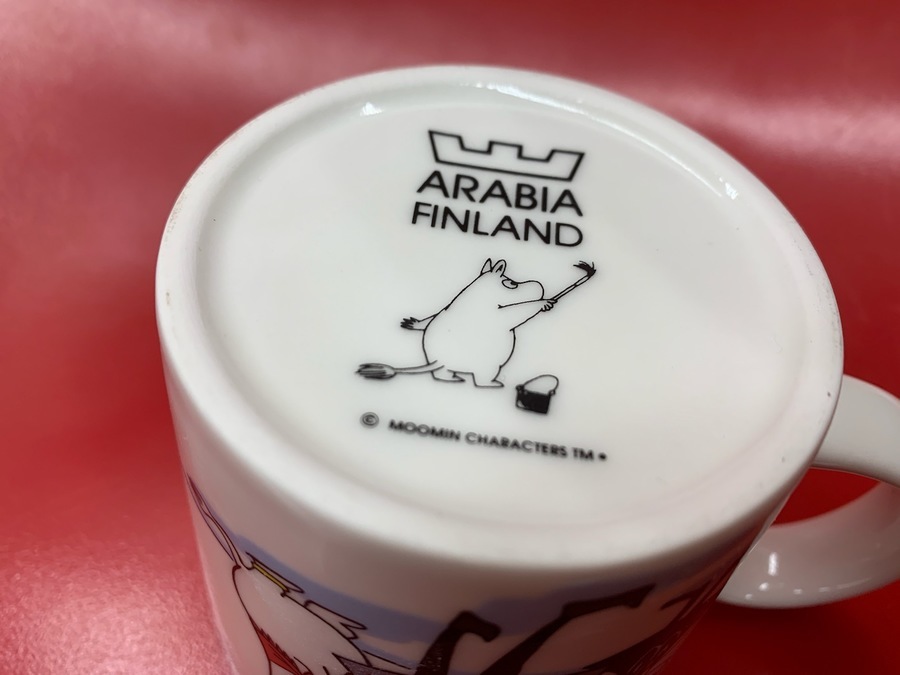 ARABIA
FINLAND
© MOOMIN CHARACTERS TM •